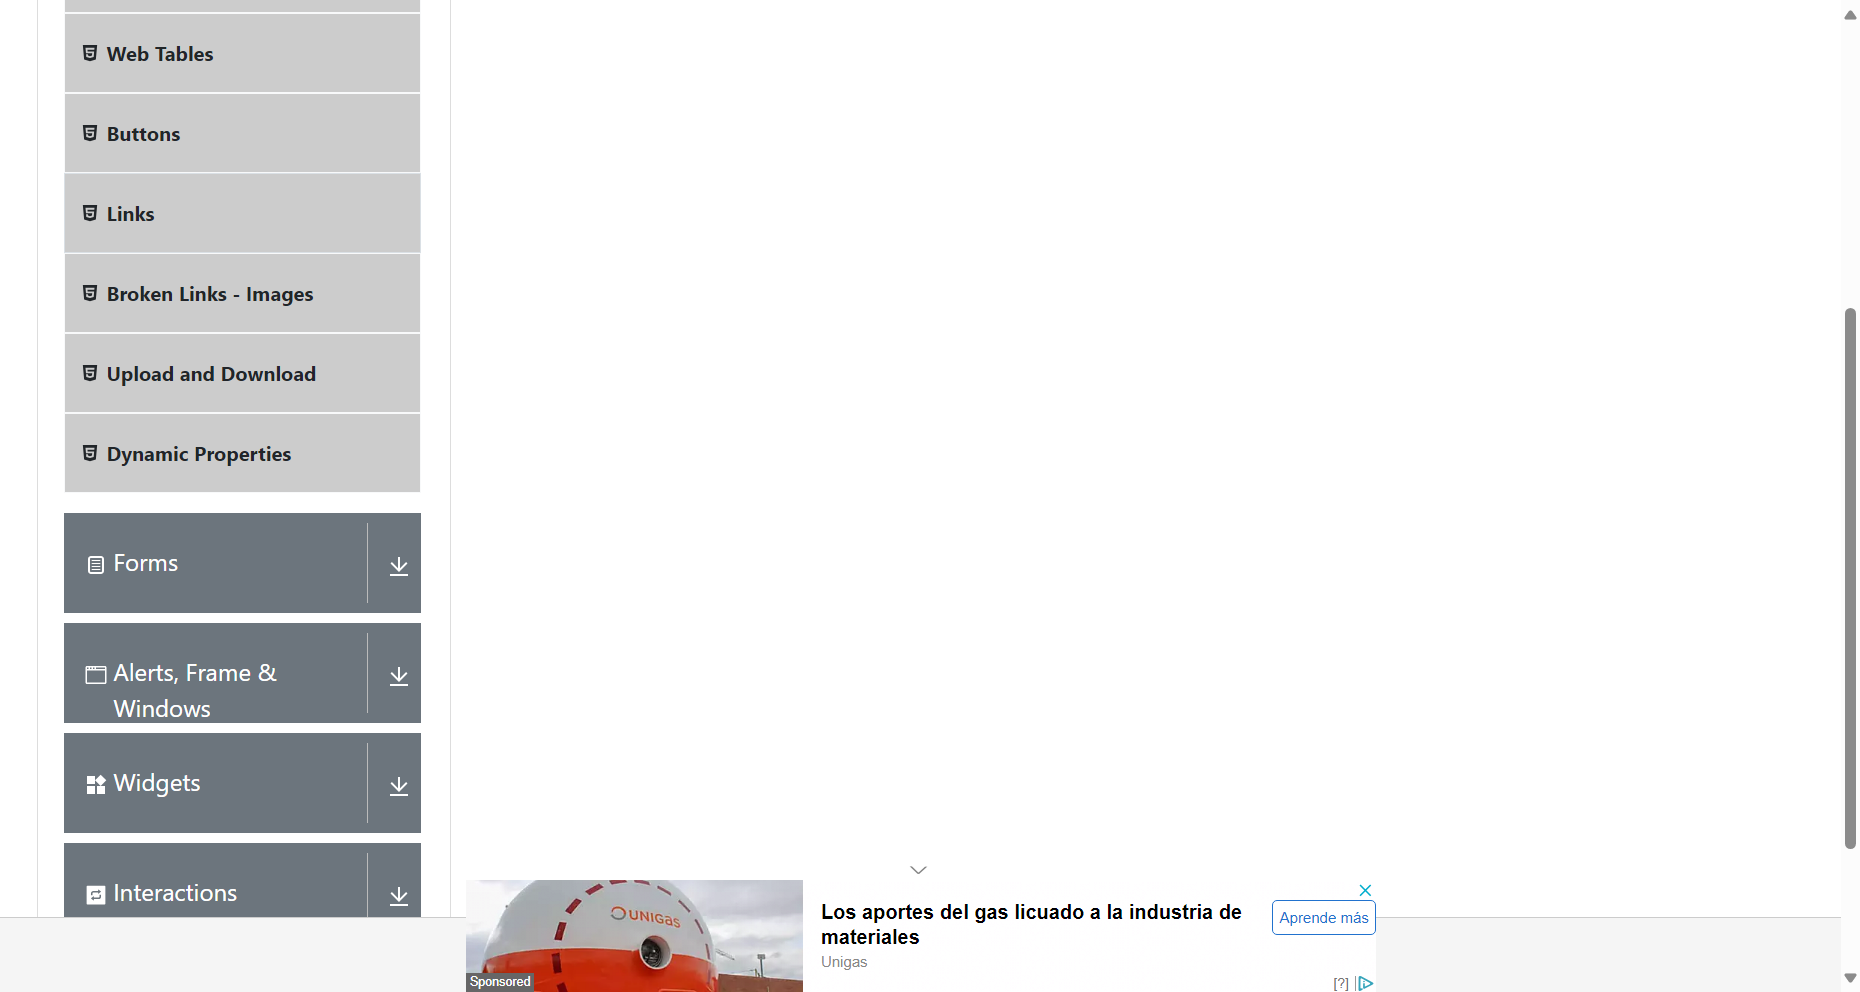 Web Tables
Buttons
Links
Broken Links - Images
Upload and Download
Dynamic Properties
Forms
Alerts, Frame &
Windows
Widgets
Interactions
UNIGAS
Sponsored
Los aportes del gas licuado a la industria de
materiales
Unigas
Aprende más
[?]